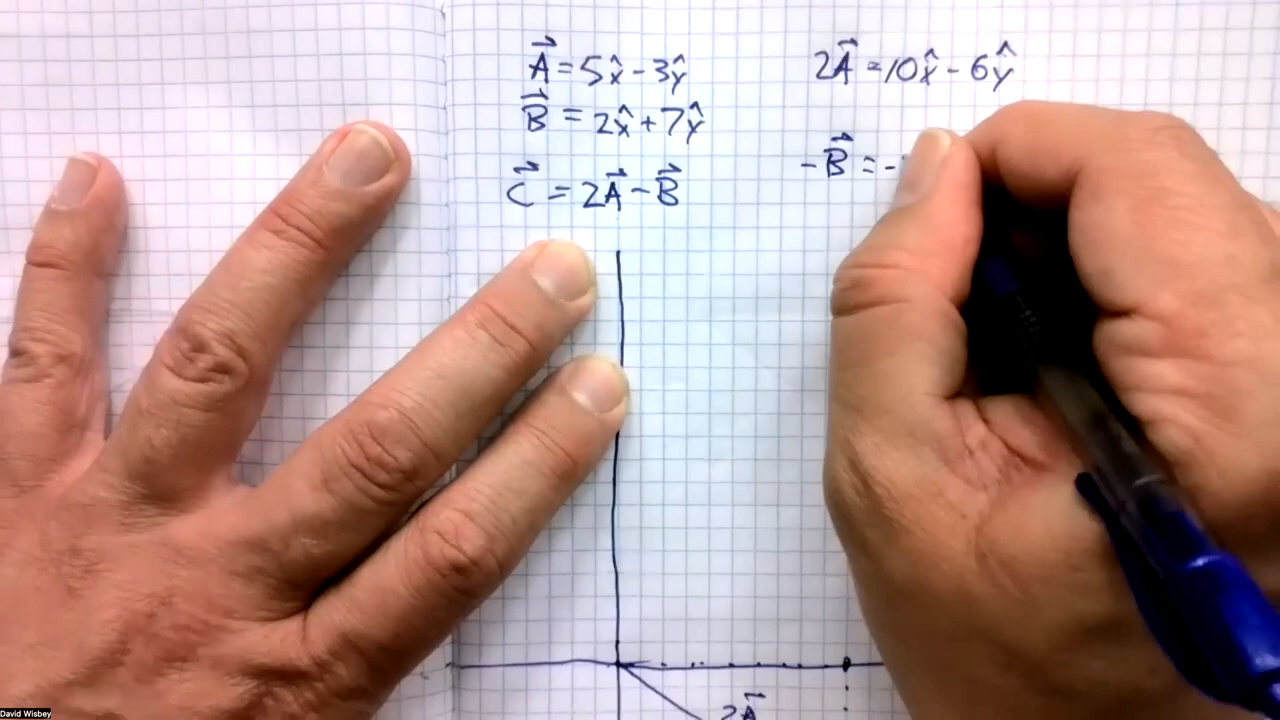 A⃗ = 5x̂ - 3ŷ
B⃗ = 2x̂ + 7ŷ
C⃗ = 2A⃗ - B⃗
2A⃗ = 10x̂ - 6ŷ
-B⃗ = -
2A⃗
David Wisbey